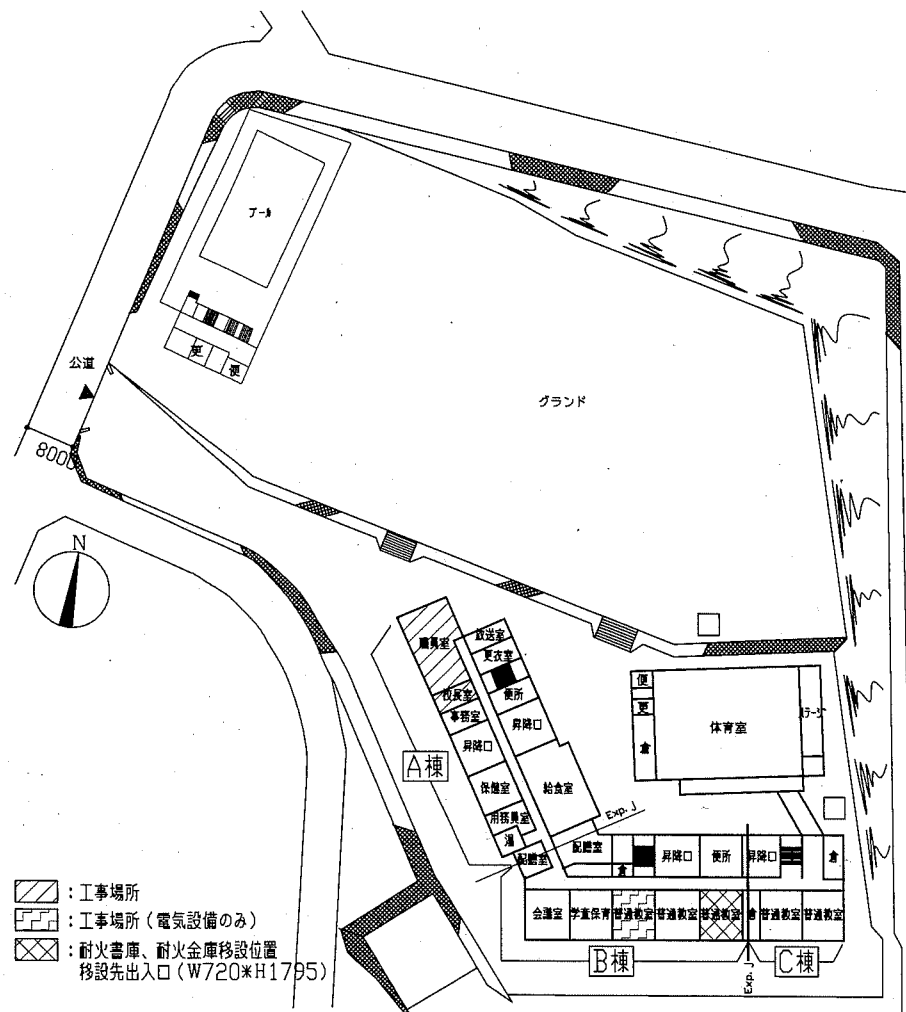 プール
更
便
公道
8000
グランド
N
職員室
放送室
更衣室
校長室
便所
事務室
昇降口
昇降口
A棟
保健室
給食室
用務員室
湯
配膳室
Exp. J
便
更
倉
体育室
ステージ
配膳室
倉
昇降口
便所
昇降口
倉
会議室
学童保育
普通教室
普通教室
普通教室
倉
普通教室
普通教室
B棟
Exp. J
C棟
：工事場所
：工事場所（電気設備のみ）
：耐火書庫、耐火金庫移設位置
移設先出入口（W720*H1795）